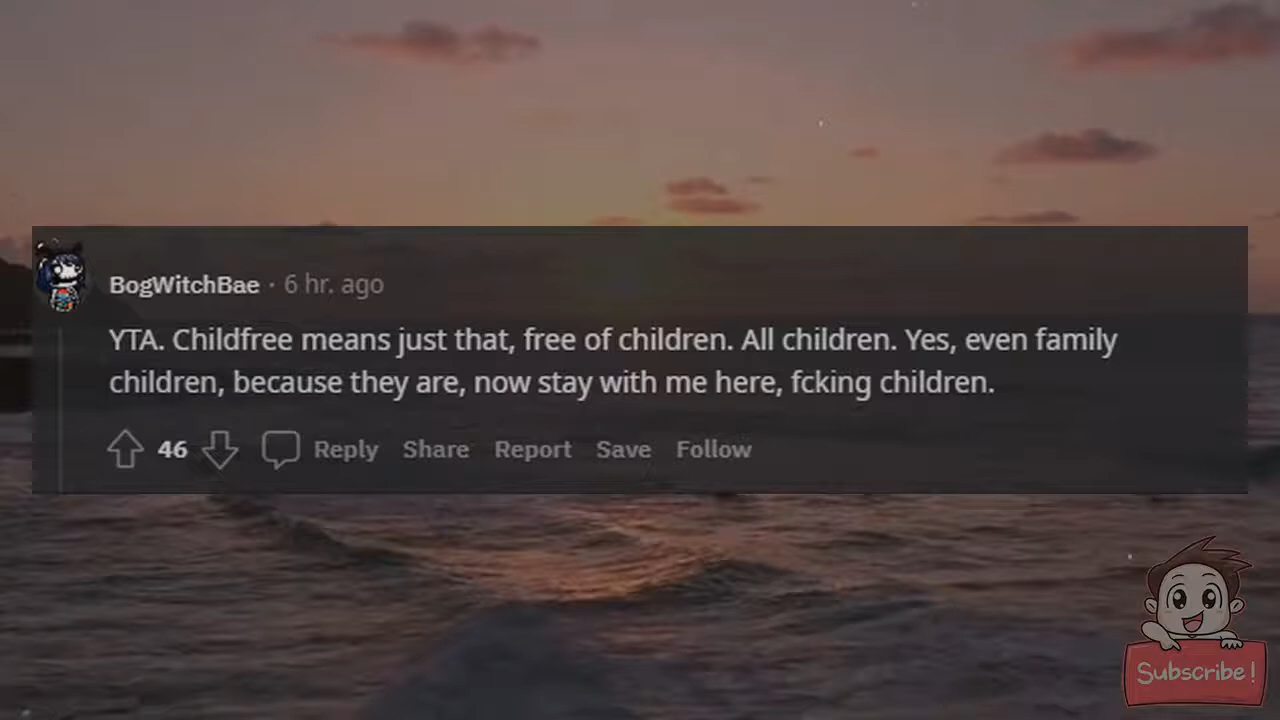 BogWitchBae · 6 hr. ago
YTA. Childfree means just that, free of children. All children. Yes, even family
children, because they are, now stay with me here, fcking children.
46 Reply Share Report Save Follow
Subscribe!